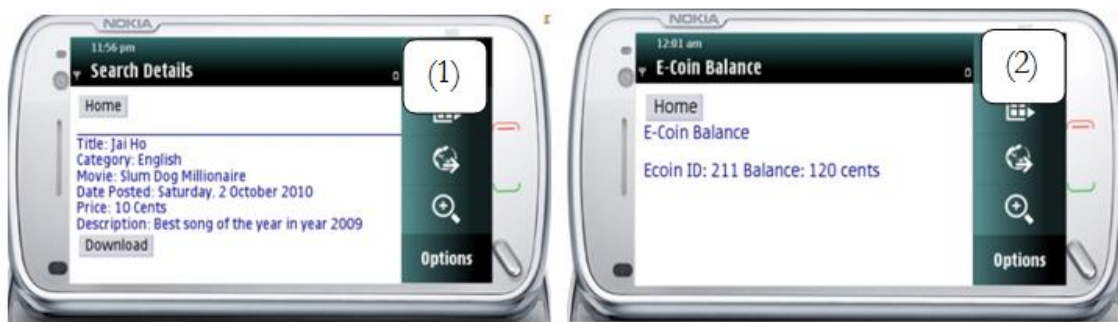 NOKIA
11:56 pm
Search Details
(1)
Home
Title: Jai Ho
Category: English
Movie: Slum Dog Millionaire
Date Posted: Saturday, 2 October 2010
Price: 10 Cents
Description: Best song of the year in year 2009
Download
Options
NOKIA
12:01 am
E-Coin Balance
(2)
Home
E-Coin Balance
Ecoin ID: 211 Balance: 120 cents
Options